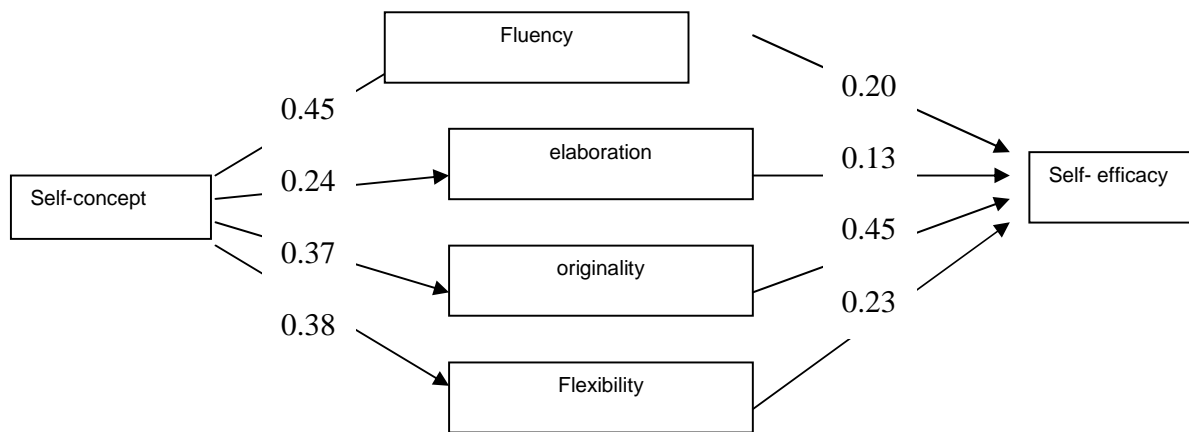 Fluency
0.45
0.20
elaboration
0.24
0.13
Self-concept
Self- efficacy
0.37
originality
0.45
0.38
Flexibility
0.23